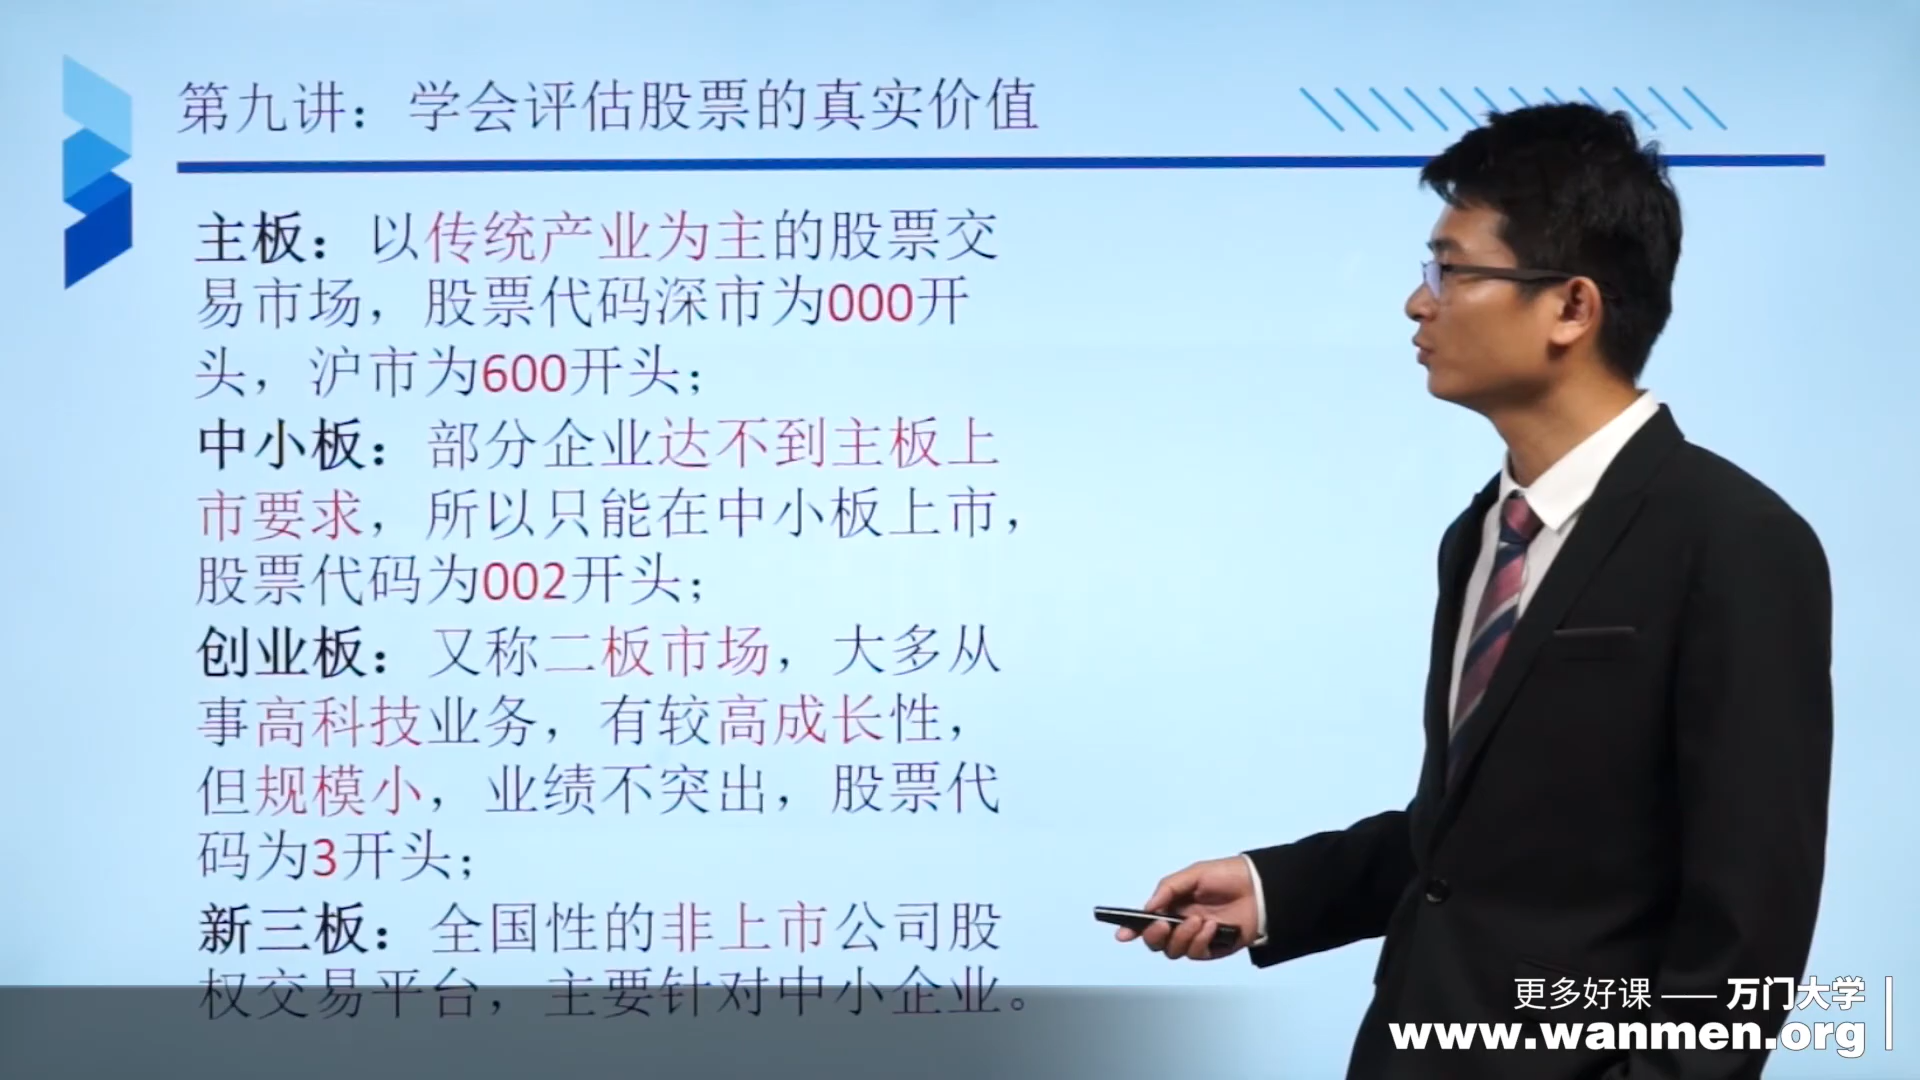 第九讲：学会评估股票的真实价值
主板：以传统产业为主的股票交
易市场，股票代码深市为000开
头，沪市为600开头；
中小板：部分企业达不到主板上
市要求，所以只能在中小板上市，
股票代码为002开头；
创业板：又称二板市场，大多从
事高科技业务，有较高成长性，
但规模小，业绩不突出，股票代
码为3开头；
新三板：全国性的非上市公司股
权交易平台，主要针对中小企业。
更多好课 —— 万门大学
www.wanmen.org